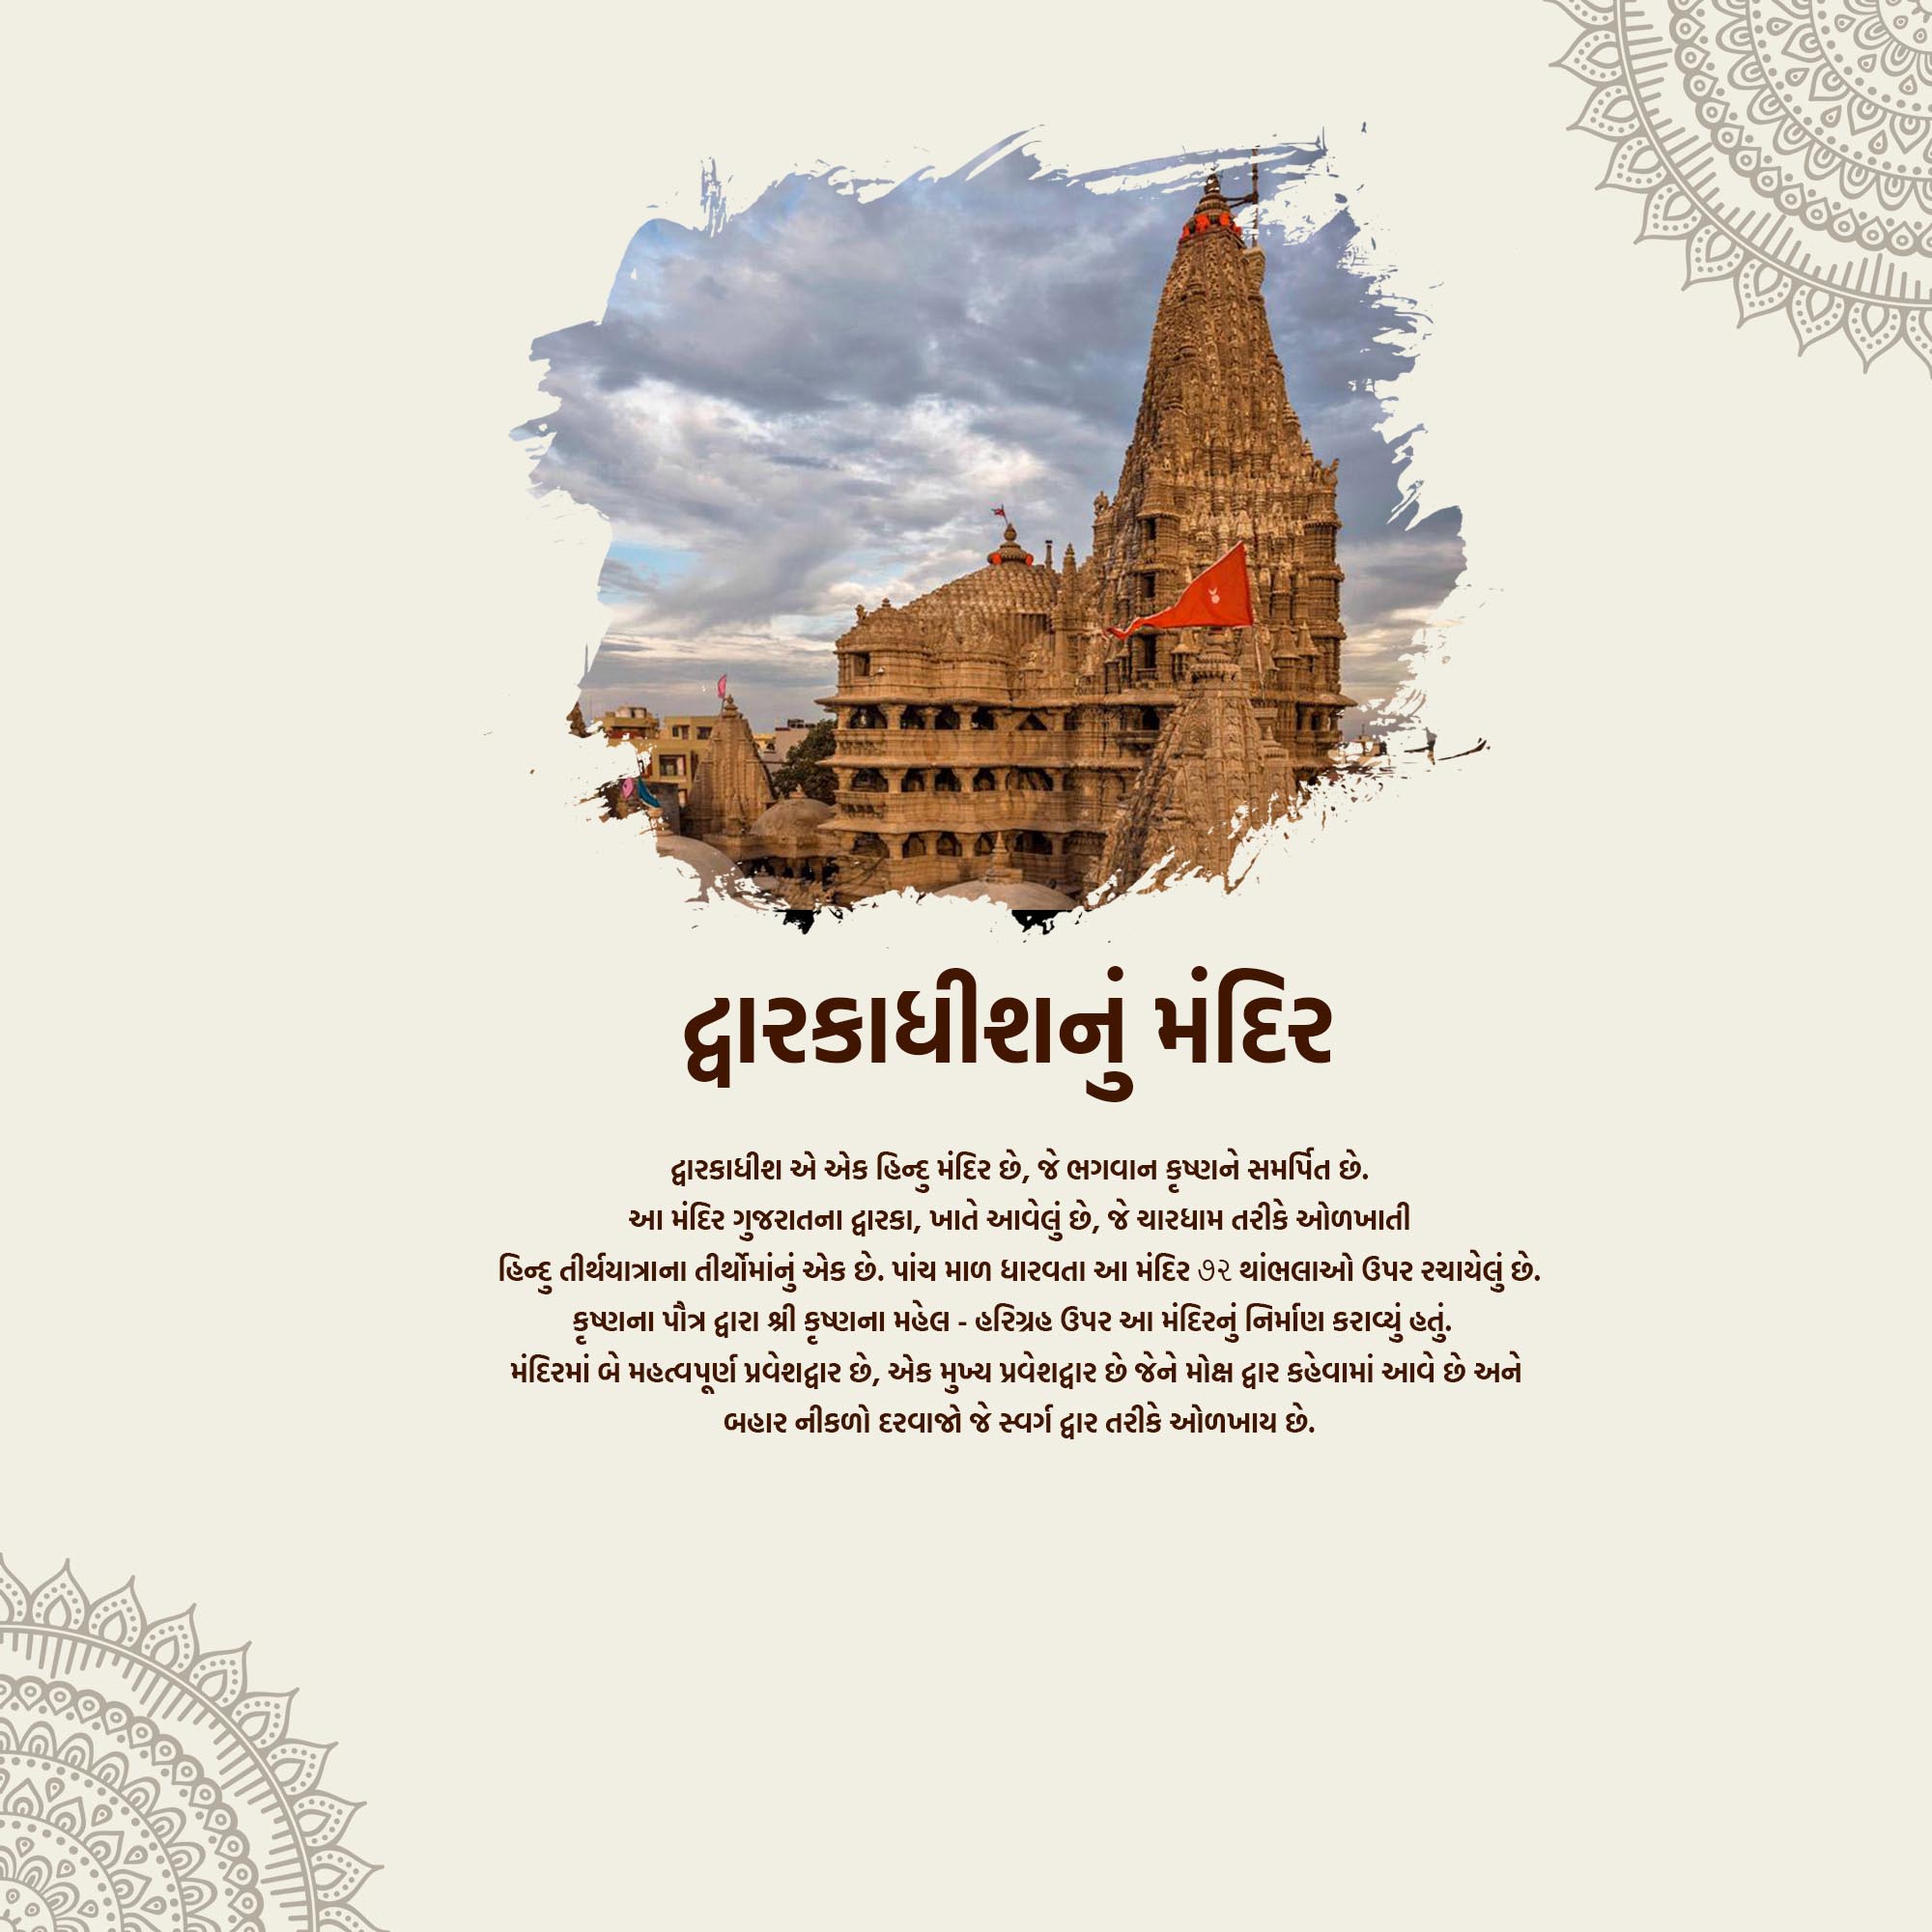 દ્વારકાધીશનું મંદિર
દ્વારકાધીશ એ એક હિન્દુ મંદિર છે, જે ભગવાન કૃષ્ણને સમર્પિત છે.
આ મંદિર ગુજરાતના દ્વારકા, ખાતે આવેલું છે, જે ચારધામ તરીકે ઓળખાતી
હિન્દુ તીર્થયાત્રાના તીર્થોમાંનું એક છે. પાંચ માળ ધારવતા આ મંદિર ૭૨ થાંભલાઓ ઉપર રચાયેલું છે.
કૃષ્ણના પૌત્ર દ્વારા શ્રી કૃષ્ણના મહેલ - હરિગ્રહ ઉપર આ મંદિરનું નિર્માણ કરાવ્યું હતું.
મંદિરમાં બે મહત્વપૂર્ણ પ્રવેશદ્વાર છે, એક મુખ્ય પ્રવેશદ્વાર છે જેને મોક્ષ દ્વાર કહેવામાં આવે છે અને
બહાર નીકળો દરવાજો જે સ્વર્ગ દ્વાર તરીકે ઓળખાય છે.